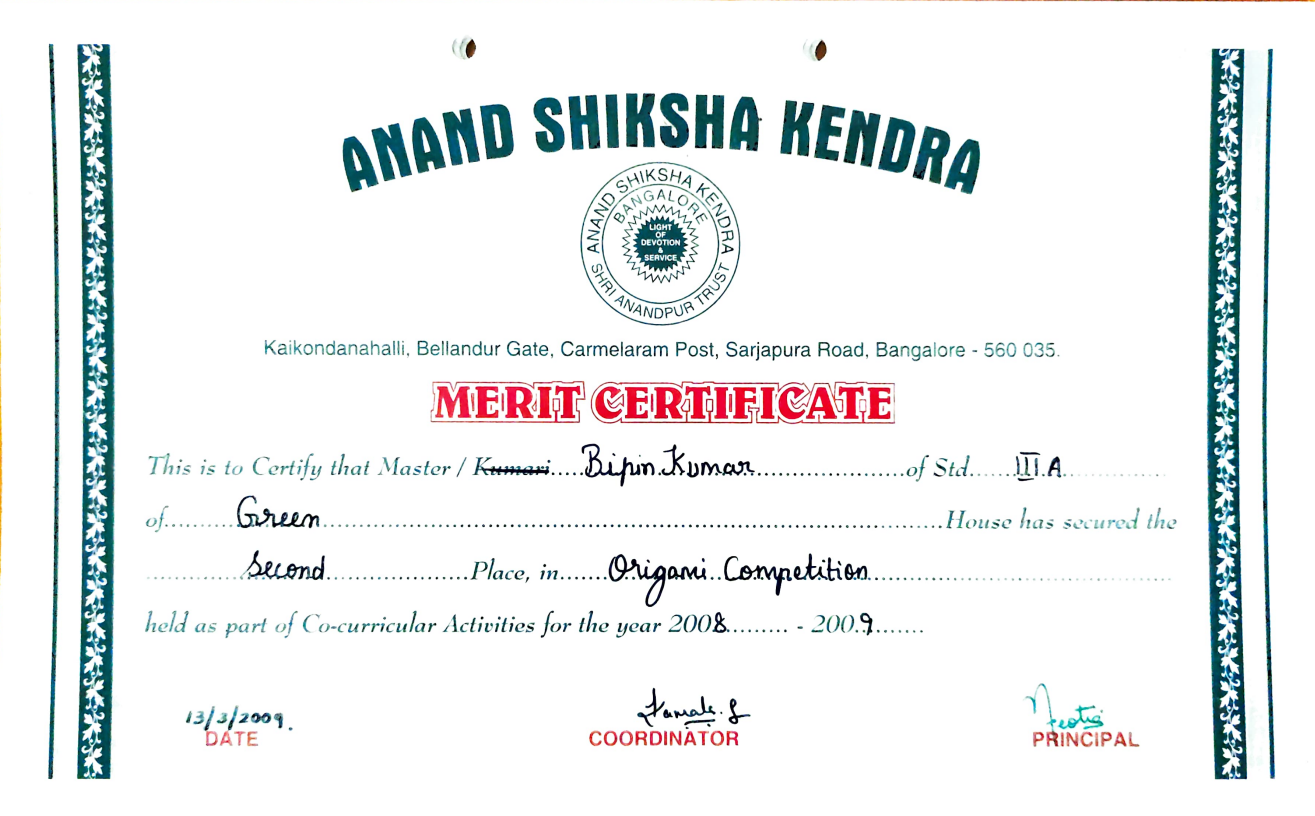 ANAND SHIKSHA KENDRA
ANAND SHIKSHA KENDRA
BANGALORE
LIGHT
OF
DEVOTION
&
SERVICE
SHRI ANANDPUR TRUST
Kaikondanahalli, Bellandur Gate, Carmelaram Post, Sarjapura Road, Bangalore - 560 035.
MERIT CERTIFICATE
This is to Certify that Master / Kumari.....Bipin Kumar.....of Std.....III.A.....
of.....Green.....House has secured the
.....Second.....Place, in.....Origami Competition.....
held as part of Co-curricular Activities for the year 2008......... - 200.9.......
13/3/2009.
DATE
COORDINATOR
PRINCIPAL